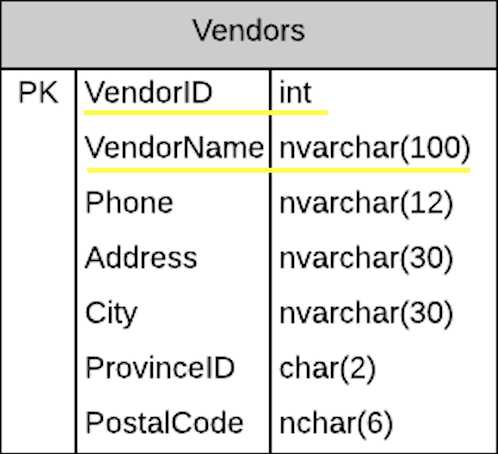 Vendors
PK VendorID int
VendorName nvarchar(100)
Phone nvarchar(12)
Address nvarchar(30)
City nvarchar(30)
ProvinceID char(2)
PostalCode nchar(6)